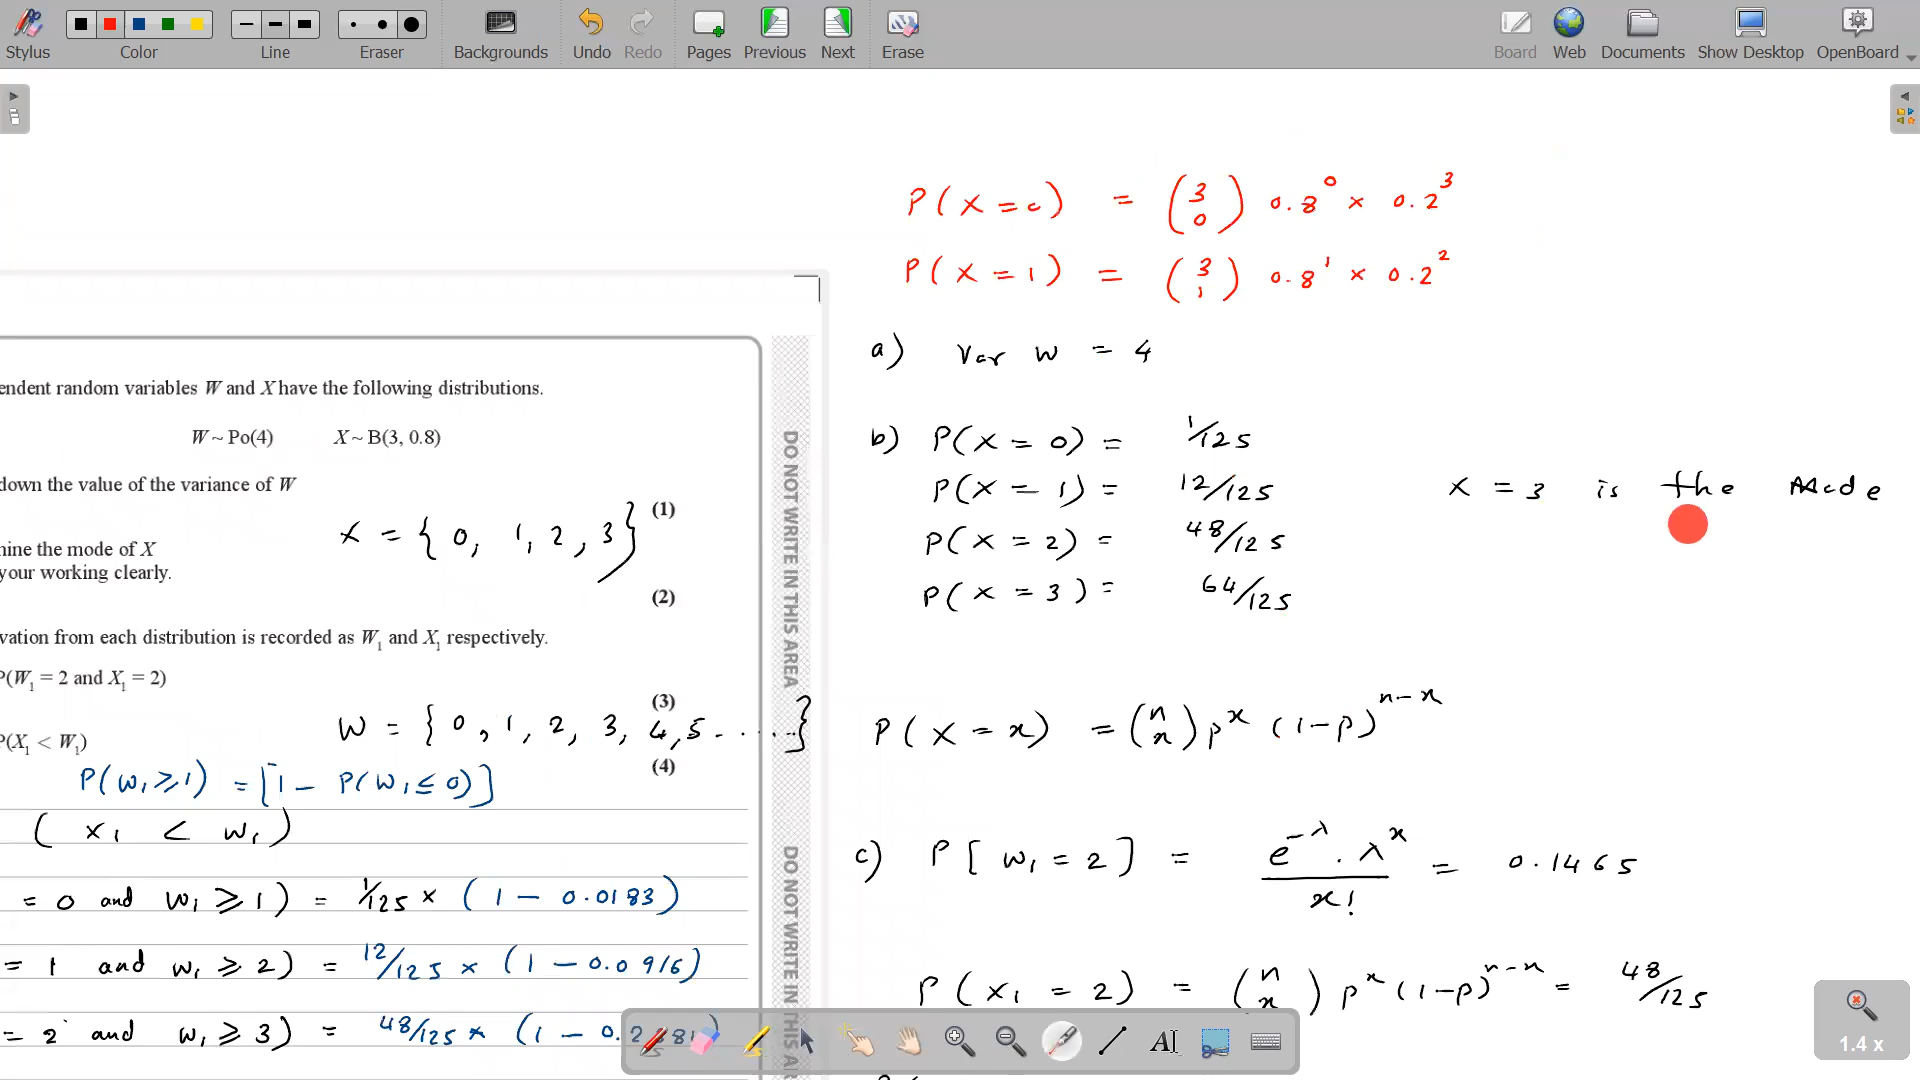 Stylus
Color
Line
Eraser
Backgrounds
Undo
Redo
Pages
Previous
Next
Erase
Board
Web
Documents
Show Desktop
OpenBoard
P(X=0) = (3 0) 0.8^0 × 0.2^3
P(X=1) = (3 1) 0.8^1 × 0.2^2
a) Var W = 4
endent random variables W and X have the following distributions.
W ~ Po(4) X ~ B(3, 0.8)
down the value of the variance of W
(1)
X = {0, 1, 2, 3}
nine the mode of X
your working clearly.
(2)
vation from each distribution is recorded as W₁ and X₁ respectively.
P(W₁ = 2 and X₁ = 2)
(3)
W = {0, 1, 2, 3, 4, 5 ......}
P(X₁ < W₁)
(4)
P(W₁ ⩾ 1) = [1 - P(W₁ ≤ 0)]
(X₁ < W₁)
= 0 and W₁ ⩾ 1) = 1/125 × (1 - 0.0183)
= 1 and W₁ ⩾ 2) = 12/125 × (1 - 0.0916)
= 2 and W₁ ⩾ 3) = 48/125 × (1 - 0.2381)
DO NOT WRITE IN THIS AREA
DO NOT WRITE IN THIS AR
b) P(X = 0) = 1/125
P(X = 1) = 12/125
X = 3 is the Mode
P(X = 2) = 48/125
P(X = 3) = 64/125
P(X = x) = (n x) p^x (1-p)^n-x
c) P[W₁ = 2] = e^-λ . λ^x / x! = 0.1465
P(X₁ = 2) = (n x) p^x (1-p)^n-x = 48/125
1.4 x